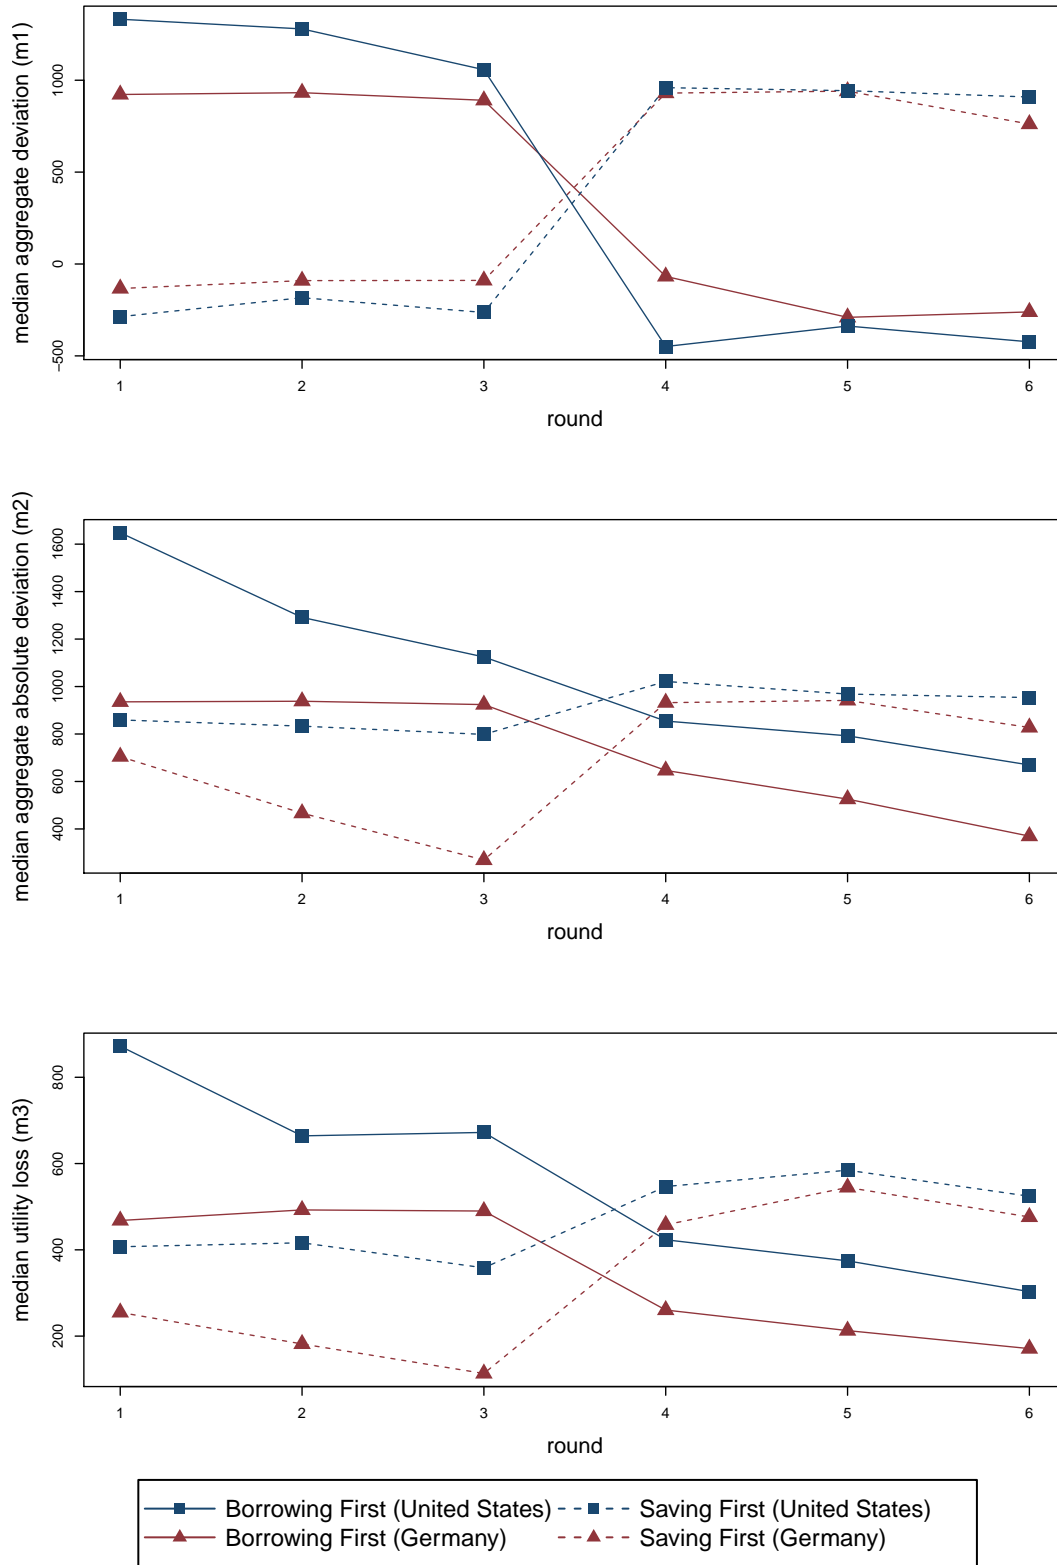 median aggregate deviation (m1)
1000
500
0
−500
1 2 3 4 5 6
round
median aggregate absolute deviation (m2)
1600
1400
1200
1000
800
600
400
1 2 3 4 5 6
round
median utility loss (m3)
800
600
400
200
1 2 3 4 5 6
round
Borrowing First (United States) Saving First (United States)
Borrowing First (Germany) Saving First (Germany)